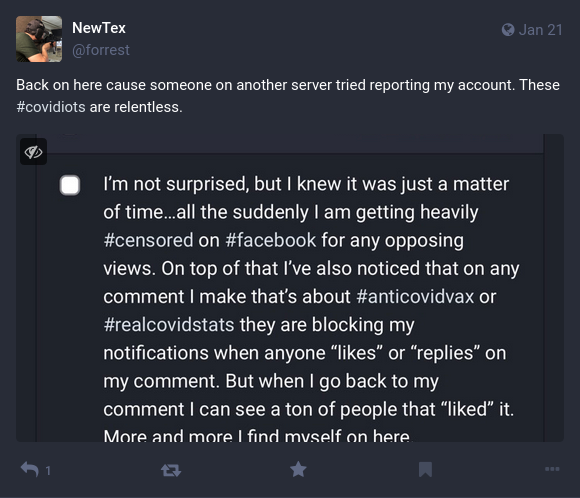 NewTex
@forrest
Jan 21
Back on here cause someone on another server tried reporting my account. These
#covidiots are relentless.
I’m not surprised, but I knew it was just a matter
of time…all the suddenly I am getting heavily
#censored on #facebook for any opposing
views. On top of that I’ve also noticed that on any
comment I make that’s about #anticovidvax or
#realcovidstats they are blocking my
notifications when anyone “likes” or “replies” on
my comment. But when I go back to my
comment I can see a ton of people that “liked” it.
More and more I find myself on here.
1